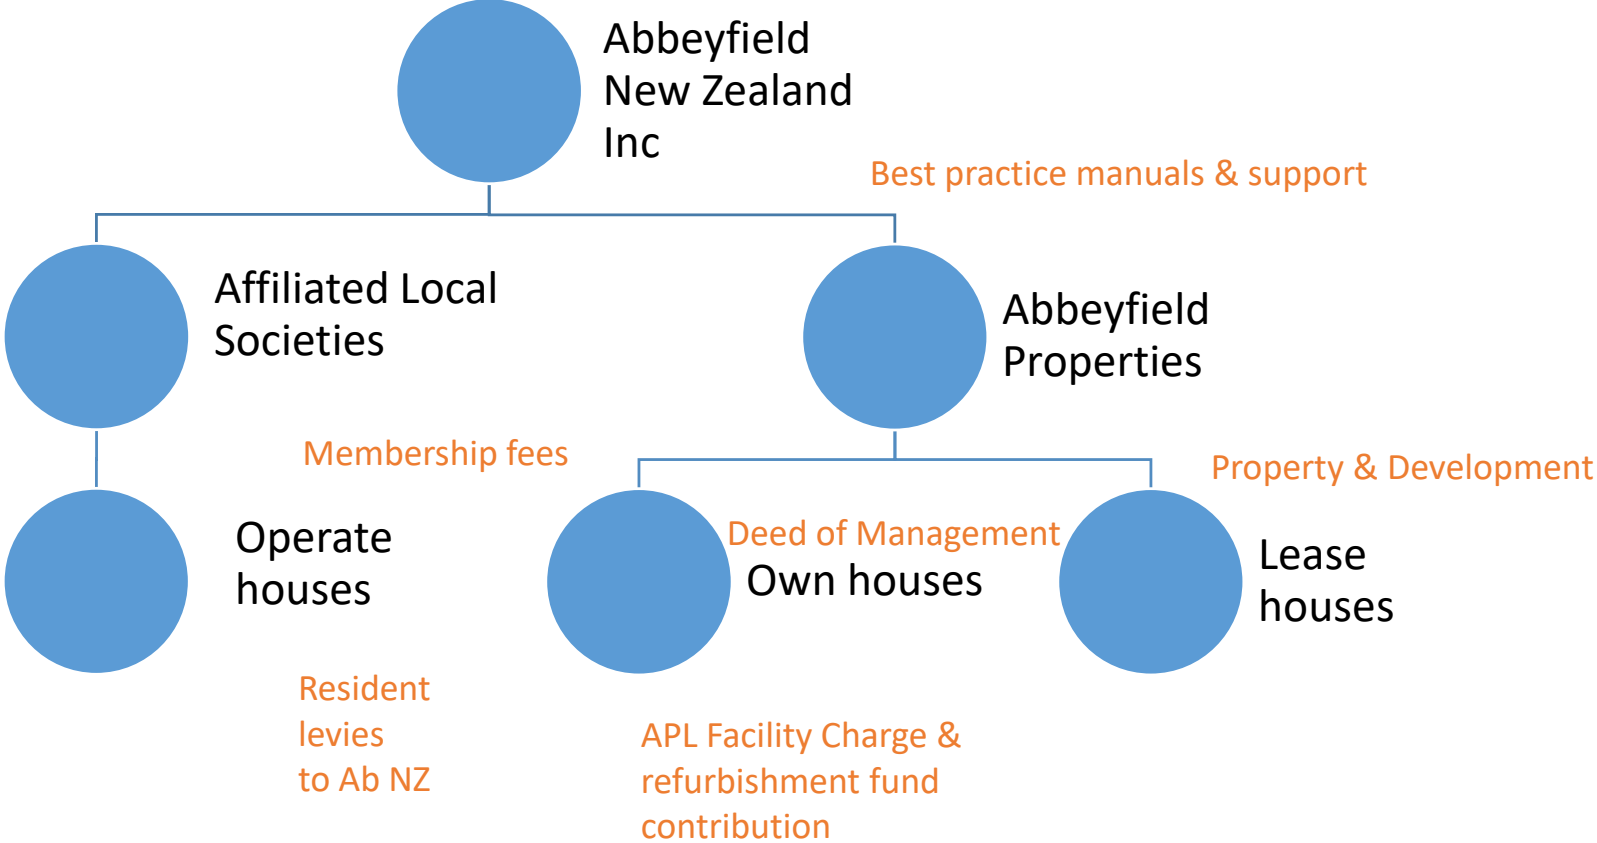 Abbeyfield
New Zealand
Inc
Best practice manuals & support
Affiliated Local
Societies
Abbeyfield
Properties
Membership fees
Property & Development
Operate
houses
Deed of Management
Own houses
Lease
houses
Resident
levies
to Ab NZ
APL Facility Charge &
refurbishment fund
contribution